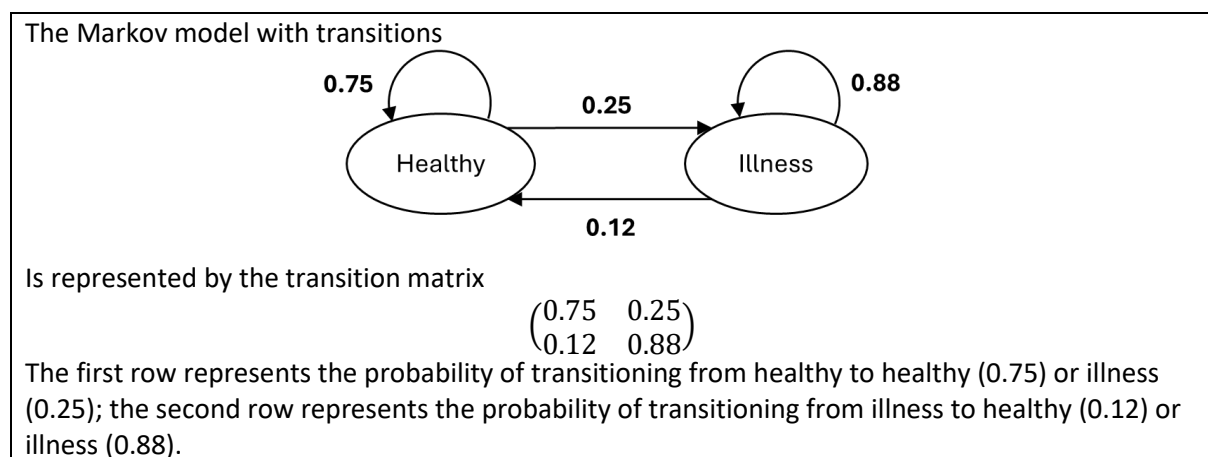 The Markov model with transitions
0.75
0.88
0.25
Healthy
Illness
0.12
Is represented by the transition matrix
(0.75 0.25
0.12 0.88)
The first row represents the probability of transitioning from healthy to healthy (0.75) or illness
(0.25); the second row represents the probability of transitioning from illness to healthy (0.12) or
illness (0.88).